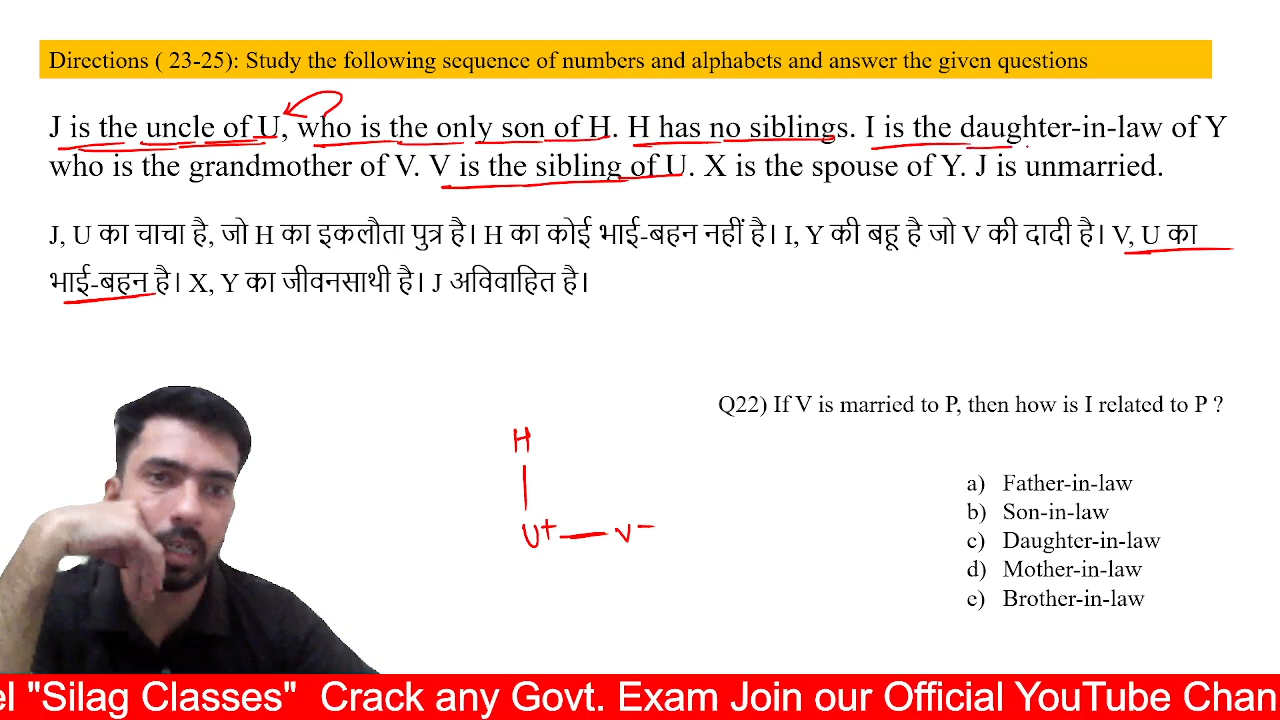 Directions ( 23-25): Study the following sequence of numbers and alphabets and answer the given questions
J is the uncle of U, who is the only son of H. H has no siblings. I is the daughter-in-law of Y
who is the grandmother of V. V is the sibling of U. X is the spouse of Y. J is unmarried.
J, U का चाचा है, जो H का इकलौता पुत्र है। H का कोई भाई-बहन नहीं है। I, Y की बहू है जो V की दादी है। V, U का
भाई-बहन है। X, Y का जीवनसाथी है। J अविवाहित है।
Q22) If V is married to P, then how is I related to P ?
H
U+ — V −
a) Father-in-law
b) Son-in-law
c) Daughter-in-law
d) Mother-in-law
e) Brother-in-law
el "Silag Classes" Crack any Govt. Exam Join our Official YouTube Chan